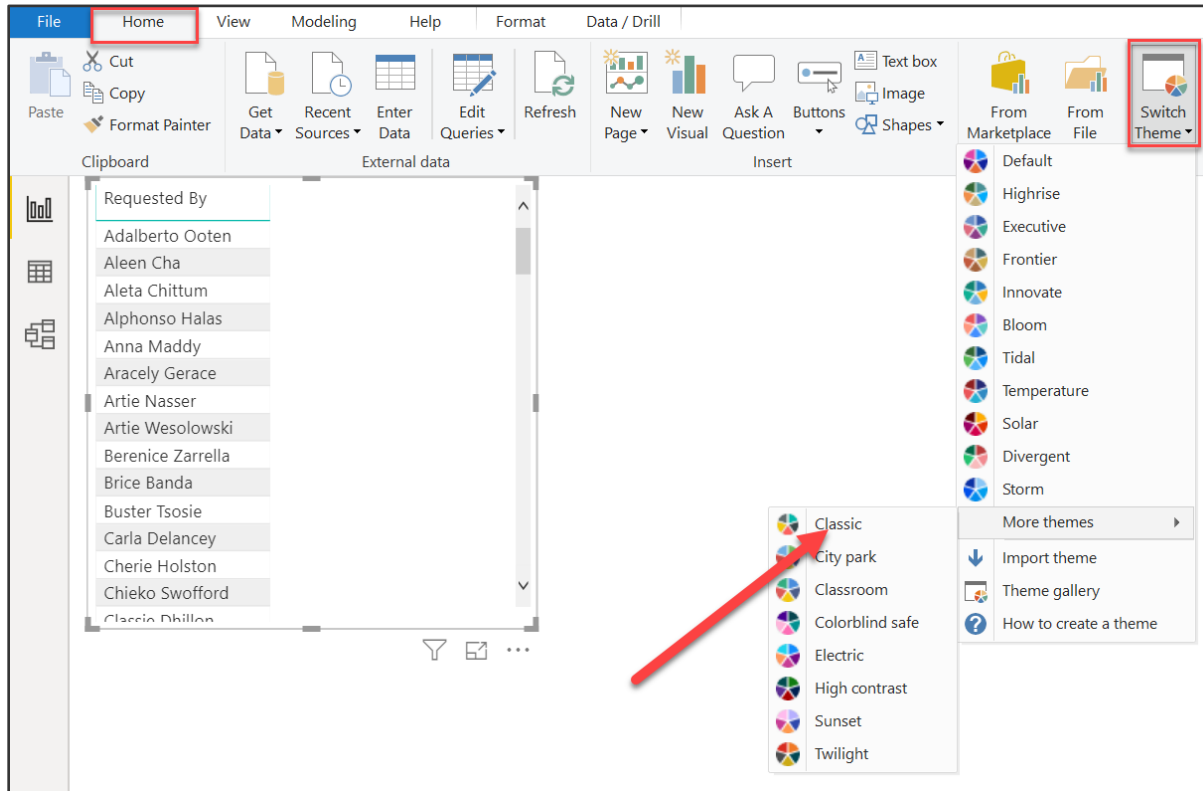 File Home View Modeling Help Format Data / Drill
Paste
Cut
Copy
Format Painter
Clipboard
Get Data
Recent Sources
Enter Data
Edit Queries
Refresh
External data
New Page
New Visual
Ask A Question
Buttons
Text box
Image
Shapes
Insert
From Marketplace
From File
Switch Theme
Requested By
Adalberto Ooten
Aleen Cha
Aleta Chittum
Alphonso Halas
Anna Maddy
Aracely Gerace
Artie Nasser
Artie Wesolowski
Berenice Zarrella
Brice Banda
Buster Tsosie
Carla Delancey
Cherie Holston
Chieko Swofford
Classie Dhillon
Default
Highrise
Executive
Frontier
Innovate
Bloom
Tidal
Temperature
Solar
Divergent
Storm
More themes
Import theme
Theme gallery
How to create a theme
Classic
City park
Classroom
Colorblind safe
Electric
High contrast
Sunset
Twilight